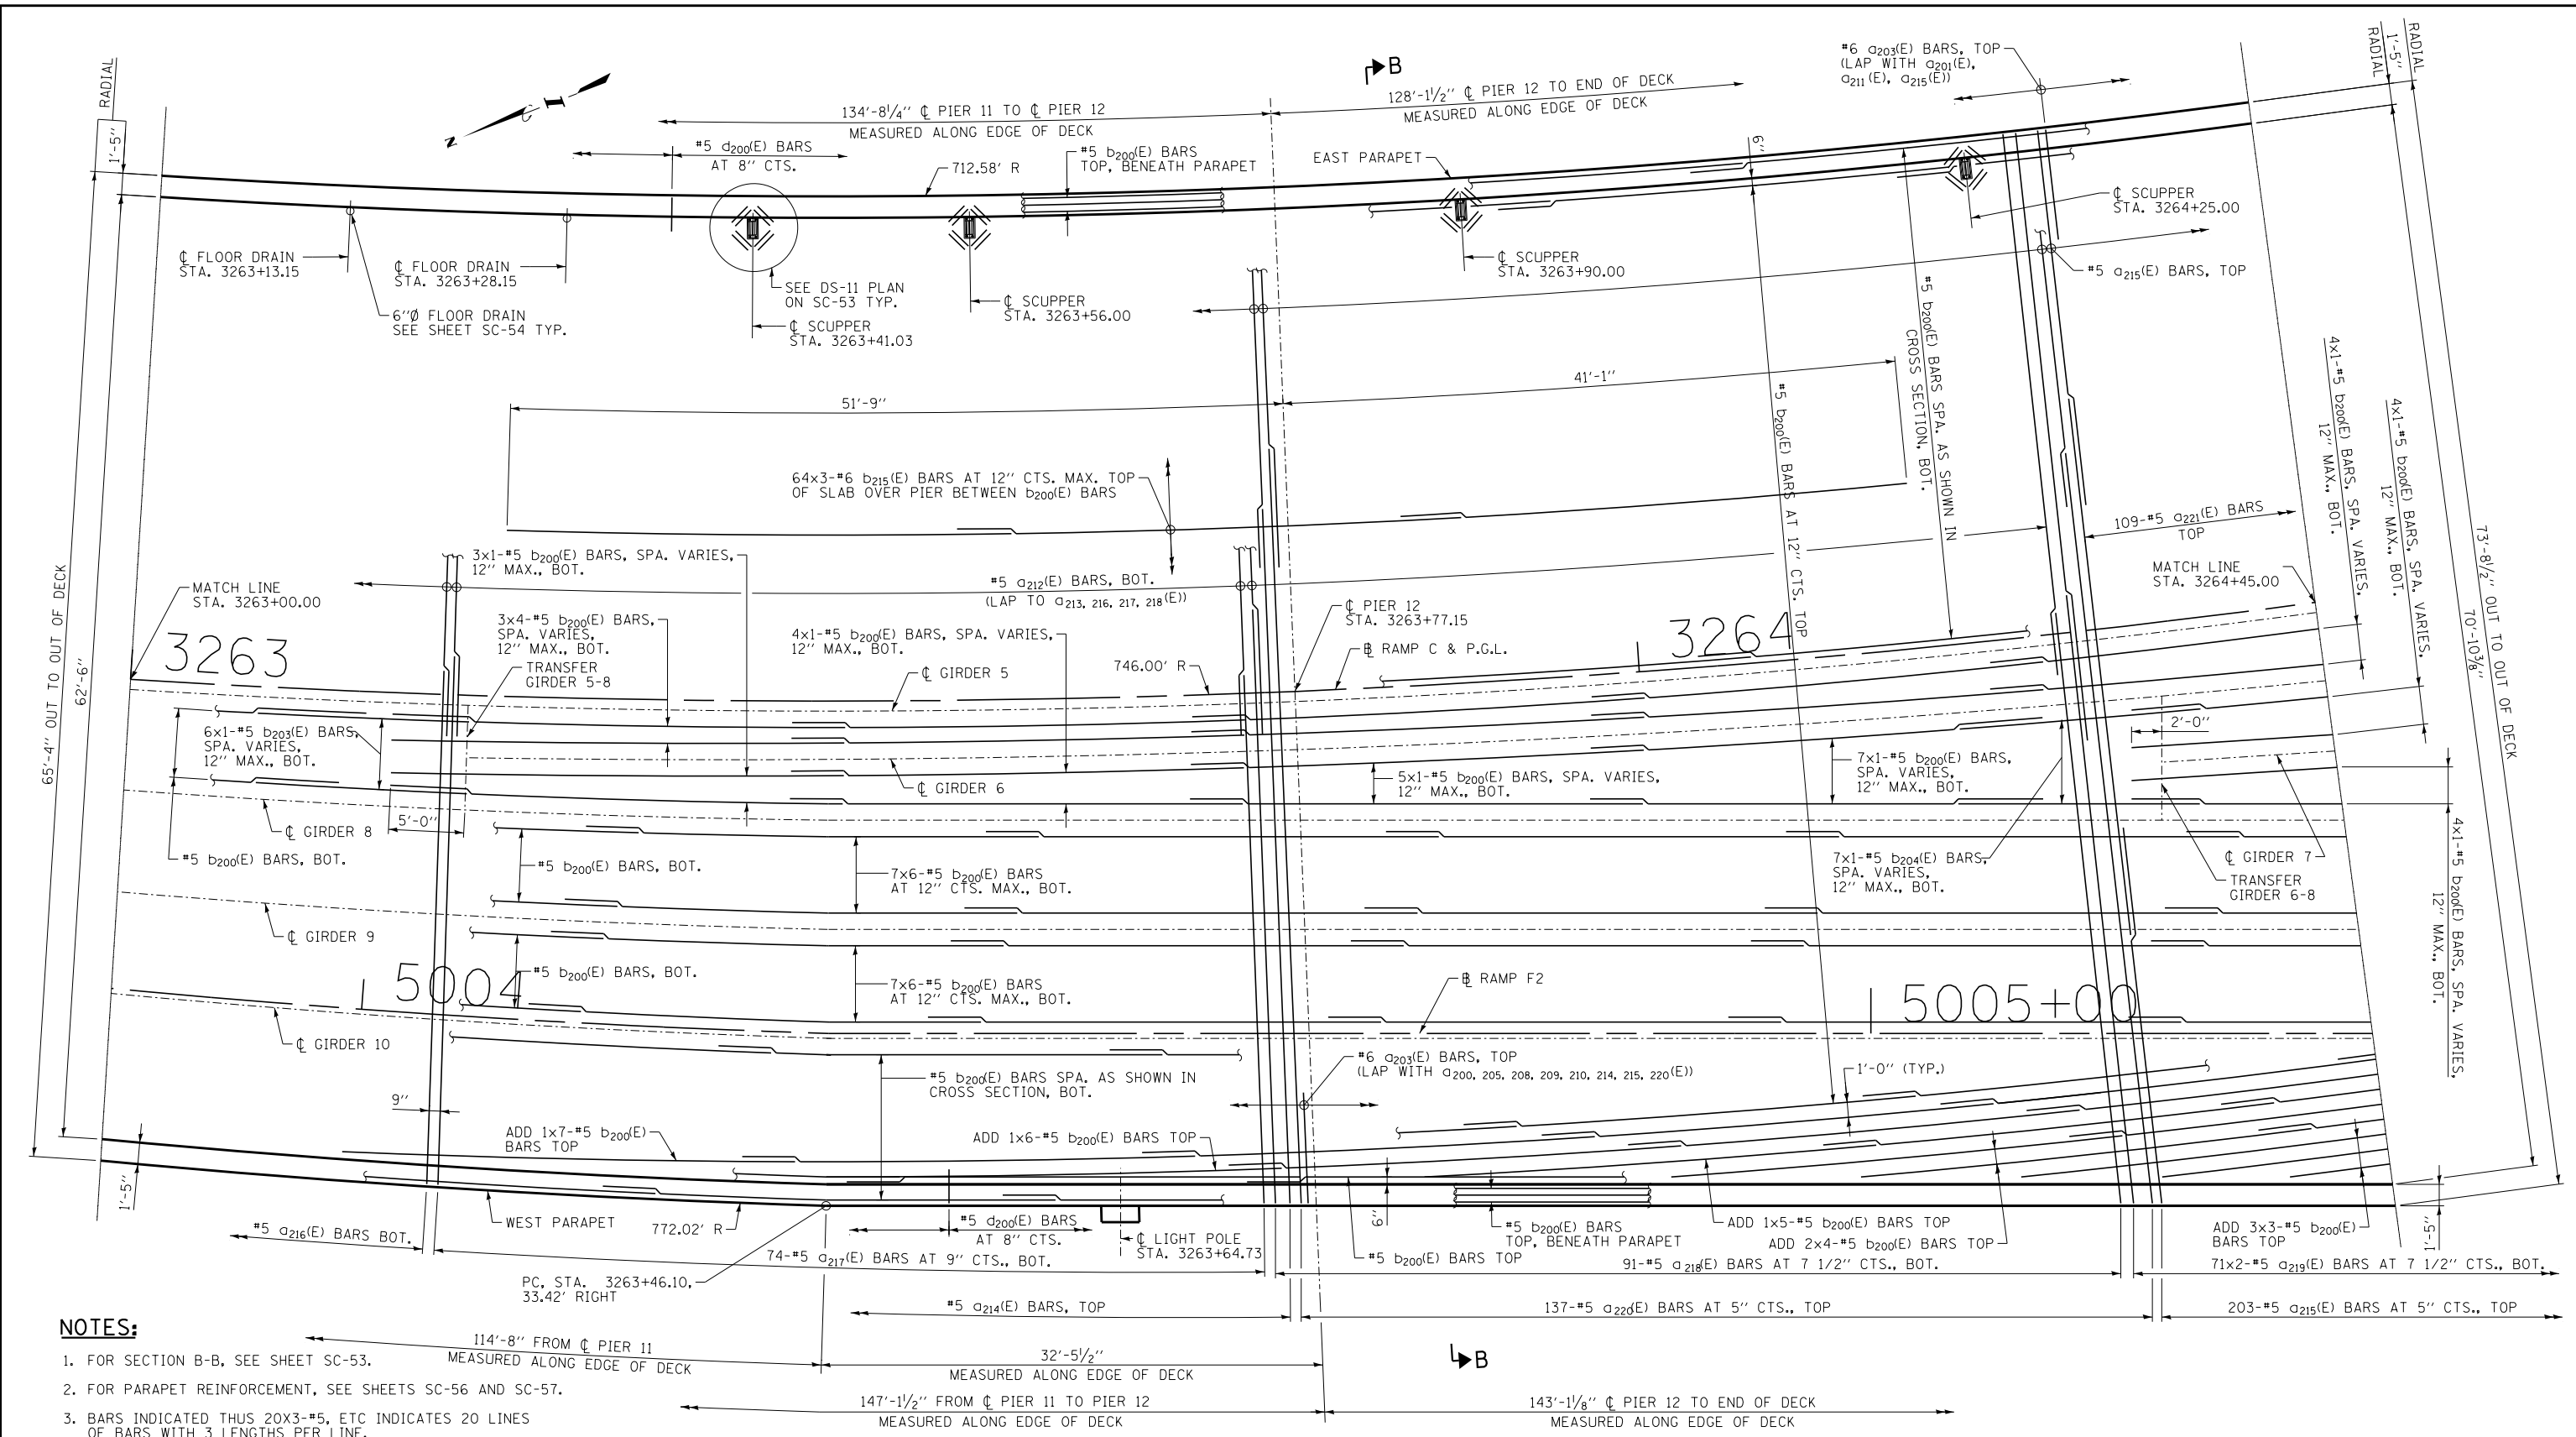 RADIAL
1'-5"
N
134'-8 1/4" ℄ PIER 11 TO ℄ PIER 12
MEASURED ALONG EDGE OF DECK
B
128'-1 1/2" ℄ PIER 12 TO END OF DECK
MEASURED ALONG EDGE OF DECK
#6 a203(E) BARS, TOP
(LAP WITH a201(E),
a211(E), a215(E))
RADIAL
1'-5"
RADIAL
#5 d200(E) BARS
AT 8" CTS.
712.58' R
#5 b200(E) BARS
TOP, BENEATH PARAPET
EAST PARAPET
6"
℄ SCUPPER
STA. 3264+25.00
℄ FLOOR DRAIN
STA. 3263+13.15
℄ FLOOR DRAIN
STA. 3263+28.15
6"Ø FLOOR DRAIN
SEE SHEET SC-54 TYP.
SEE DS-11 PLAN
ON SC-53 TYP.
℄ SCUPPER
STA. 3263+41.03
℄ SCUPPER
STA. 3263+56.00
℄ SCUPPER
STA. 3263+90.00
#5 a215(E) BARS, TOP
51'-9"
41'-1"
#5 b200(E) BARS SPA. AS SHOWN IN
CROSS SECTION, BOT.
#5 b200(E) BARS AT 12" CTS. TOP
4x1-#5 b200(E) BARS, SPA. VARIES,
12" MAX., BOT.
4x1-#5 b200(E) BARS, SPA. VARIES,
12" MAX., BOT.
64x3-#6 b215(E) BARS AT 12" CTS. MAX. TOP
OF SLAB OVER PIER BETWEEN b200(E) BARS
109-#5 a221(E) BARS
TOP
73'-8 1/2" OUT TO OUT OF DECK
70'-10 3/8"
65'-4" OUT TO OUT OF DECK
62'-6"
MATCH LINE
STA. 3263+00.00
3x1-#5 b200(E) BARS, SPA. VARIES,
12" MAX., BOT.
#5 a212(E) BARS, BOT.
(LAP TO a213, 216, 217, 218(E))
MATCH LINE
STA. 3264+45.00
3263
3x4-#5 b200(E) BARS,
SPA. VARIES,
12" MAX., BOT.
TRANSFER
GIRDER 5-8
4x1-#5 b200(E) BARS, SPA. VARIES,
12" MAX., BOT.
℄ GIRDER 5
746.00' R
℄ PIER 12
STA. 3263+77.15
B RAMP C & P.G.L.
3264
6x1-#5 b203(E) BARS,
SPA. VARIES,
12" MAX., BOT.
℄ GIRDER 6
5x1-#5 b200(E) BARS, SPA. VARIES,
12" MAX., BOT.
7x1-#5 b200(E) BARS,
SPA. VARIES,
12" MAX., BOT.
2'-0"
℄ GIRDER 8
5'-0"
#5 b200(E) BARS, BOT.
#5 b200(E) BARS, BOT.
7x6-#5 b200(E) BARS
AT 12" CTS. MAX., BOT.
7x1-#5 b204(E) BARS,
SPA. VARIES,
12" MAX., BOT.
℄ GIRDER 7
TRANSFER
GIRDER 6-8
4x1-#5 b200(E) BARS, SPA. VARIES,
12" MAX., BOT.
℄ GIRDER 9
5004
#5 b200(E) BARS, BOT.
7x6-#5 b200(E) BARS
AT 12" CTS. MAX., BOT.
B RAMP F2
5005+00
℄ GIRDER 10
#5 b200(E) BARS SPA. AS SHOWN IN
CROSS SECTION, BOT.
#6 a203(E) BARS, TOP
(LAP WITH a200, 205, 208, 209, 210, 214, 215, 220(E))
1'-0" (TYP.)
9"
ADD 1x7-#5 b200(E)
BARS TOP
ADD 1x6-#5 b200(E) BARS TOP
1'-5"
WEST PARAPET
772.02' R
#5 d200(E) BARS
AT 8" CTS.
℄ LIGHT POLE
STA. 3263+64.73
6"
#5 b200(E) BARS TOP
#5 b200(E) BARS
TOP, BENEATH PARAPET
ADD 1x5-#5 b200(E) BARS TOP
ADD 2x4-#5 b200(E) BARS TOP
ADD 3x3-#5 b200(E)
BARS TOP
1'-5"
#5 a216(E) BARS BOT.
74-#5 a217(E) BARS AT 9" CTS., BOT.
91-#5 a218(E) BARS AT 7 1/2" CTS., BOT.
71x2-#5 a219(E) BARS AT 7 1/2" CTS., BOT.
PC, STA. 3263+46.10,
33.42' RIGHT
#5 a214(E) BARS, TOP
137-#5 a220(E) BARS AT 5" CTS., TOP
203-#5 a215(E) BARS AT 5" CTS., TOP
114'-8" FROM ℄ PIER 11
MEASURED ALONG EDGE OF DECK
32'-5 1/2"
MEASURED ALONG EDGE OF DECK
B
147'-1 1/2" FROM ℄ PIER 11 TO PIER 12
MEASURED ALONG EDGE OF DECK
143'-1 1/8" ℄ PIER 12 TO END OF DECK
MEASURED ALONG EDGE OF DECK
NOTES:
1. FOR SECTION B-B, SEE SHEET SC-53.
2. FOR PARAPET REINFORCEMENT, SEE SHEETS SC-56 AND SC-57.
3. BARS INDICATED THUS 20X3-#5, ETC INDICATES 20 LINES
OF BARS WITH 3 LENGTHS PER LINE.